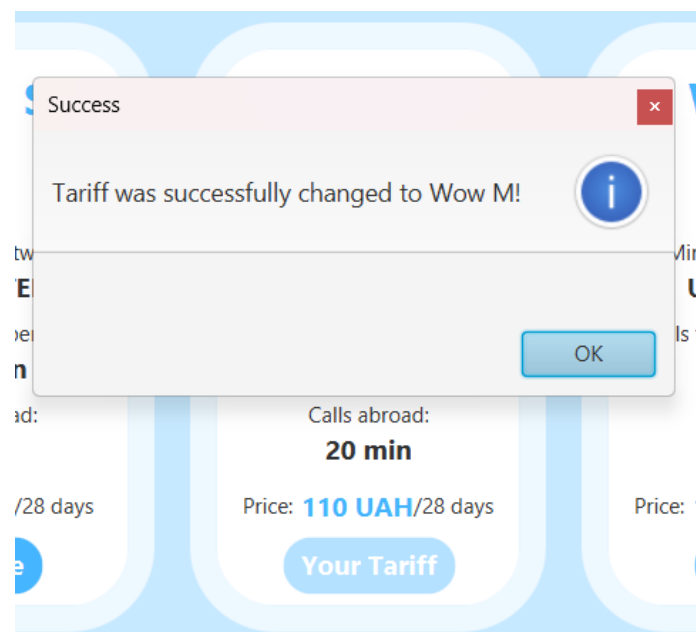 Success
Tariff was successfully changed to Wow M!
OK
Calls abroad:
20 min
/28 days
Price: 110 UAH/28 days
Price:
Your Tariff